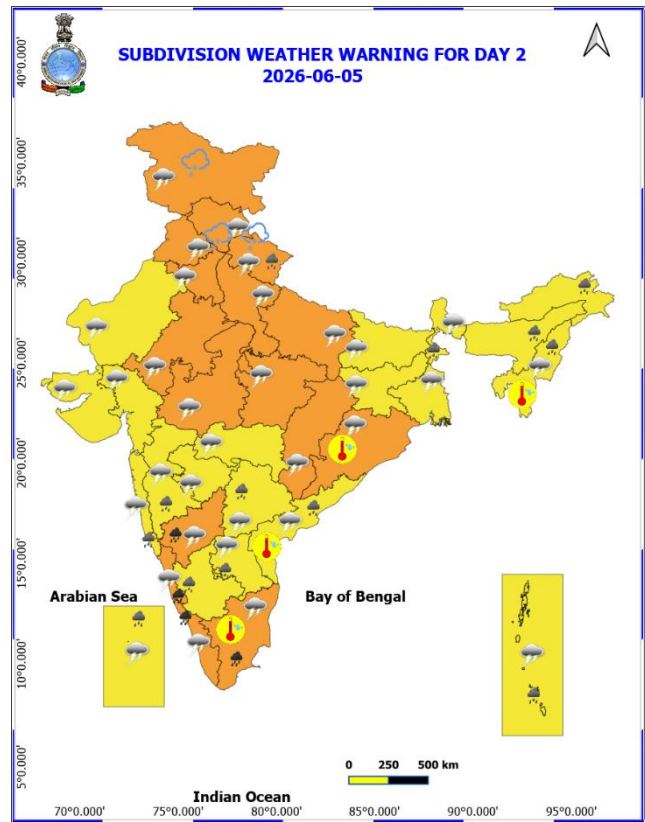 SUBDIVISION WEATHER WARNING FOR DAY 2
2026-06-05
40°0.000'
35°0.000'
30°0.000'
25°0.000'
20°0.000'
15°0.000'
10°0.000'
5°0.000'
Arabian Sea
Bay of Bengal
0 250 500 km
Indian Ocean
70°0.000' 75°0.000' 80°0.000' 85°0.000' 90°0.000' 95°0.000'